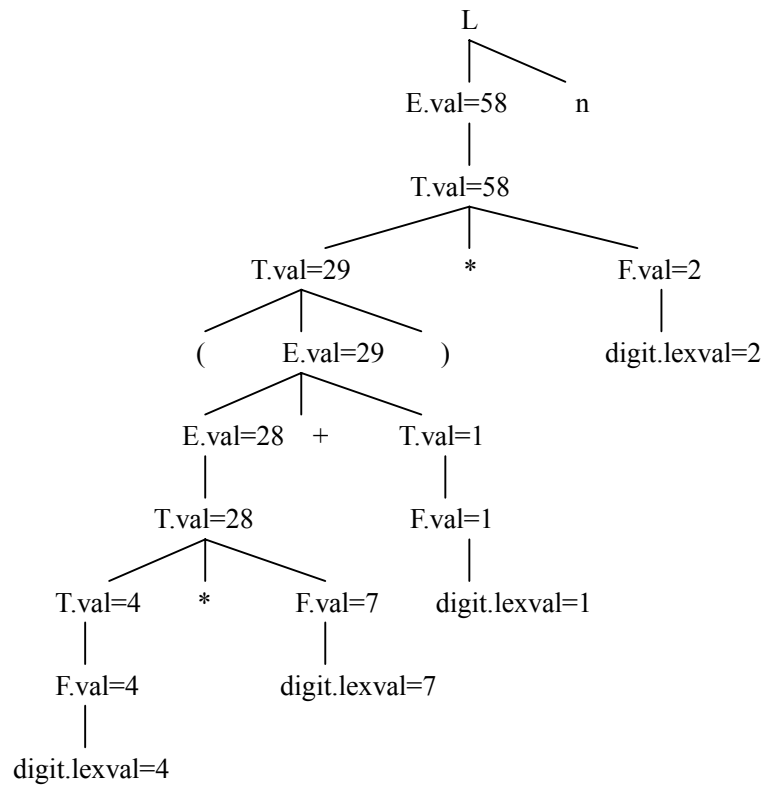 L
E.val=58 n
T.val=58
T.val=29 * F.val=2
( E.val=29 ) digit.lexval=2
E.val=28 + T.val=1
T.val=28 F.val=1
T.val=4 * F.val=7 digit.lexval=1
F.val=4 digit.lexval=7
digit.lexval=4